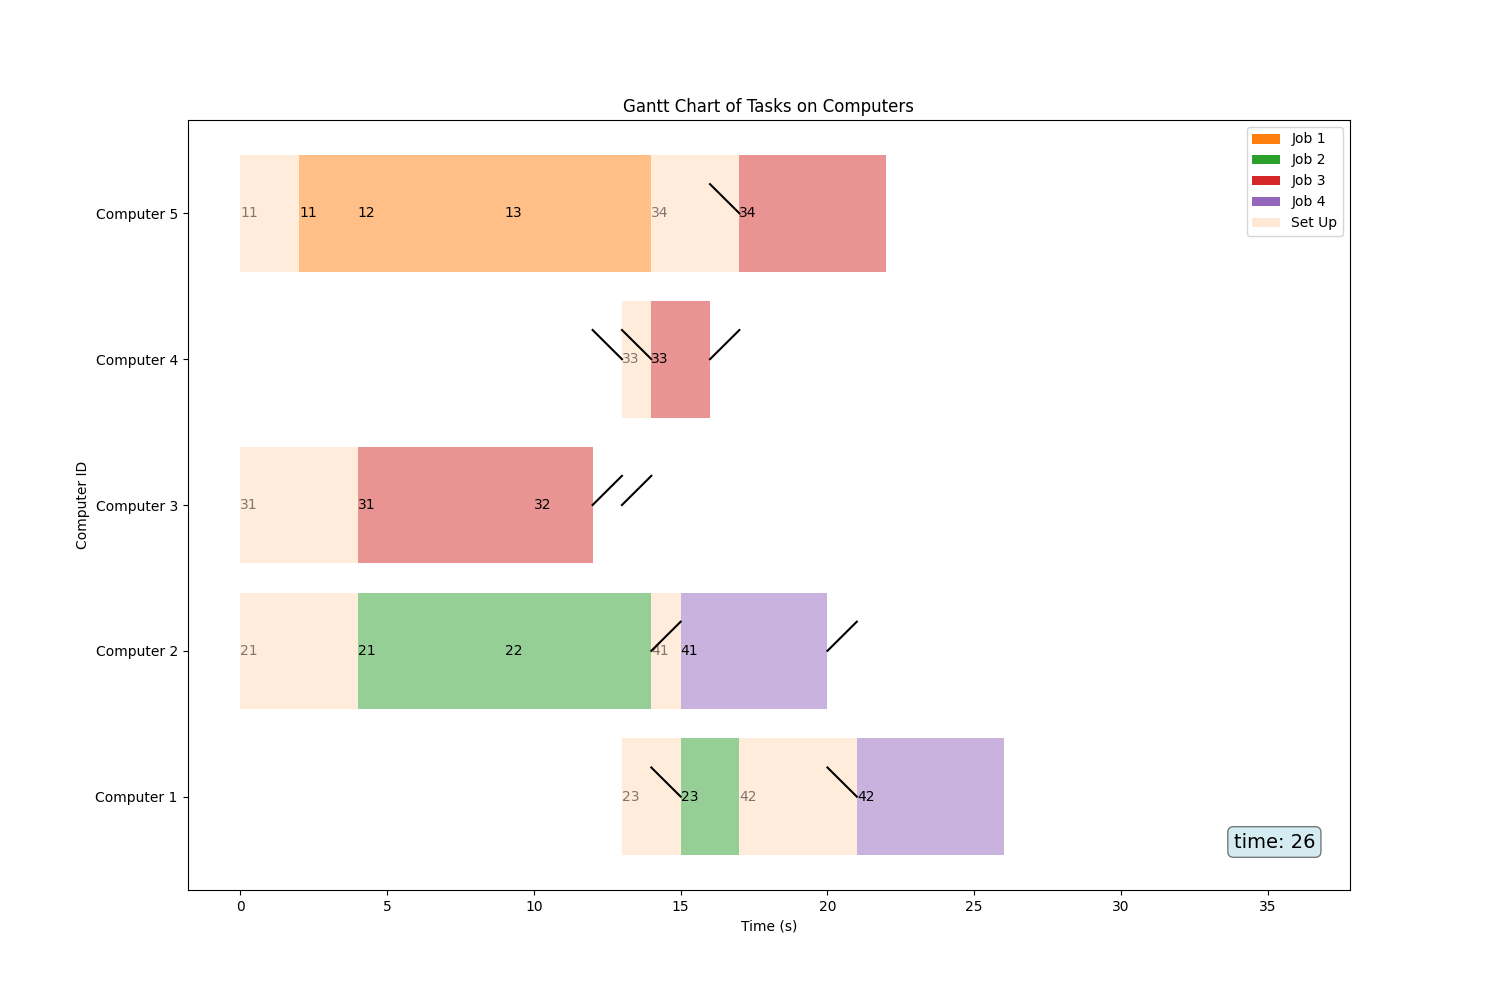 Gantt Chart of Tasks on Computers
Job 1
Job 2
Job 3
Job 4
Set Up
Computer 5
11 11 12 13 34 34
Computer 4
33 33
Computer 3
31 31 32
Computer 2
21 21 22 41 41
Computer 1
23 23 42 42
time: 26
Computer ID
0 5 10 15 20 25 30 35
Time (s)